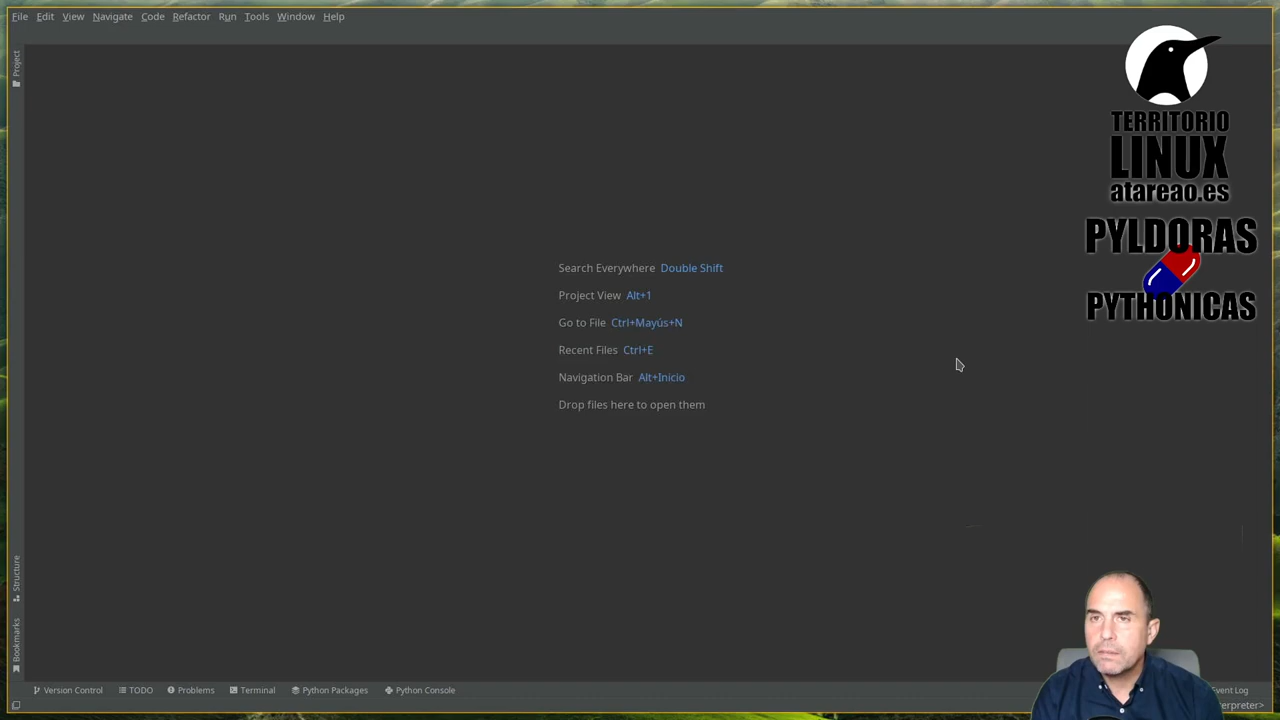 File Edit View Navigate Code Refactor Run Tools Window Help
Project
TERRITORIO
LINUX
atareao.es
PYLDORAS
PYTHONICAS
Search Everywhere Double Shift
Project View Alt+1
Go to File Ctrl+Mayús+N
Recent Files Ctrl+E
Navigation Bar Alt+Inicio
Drop files here to open them
Structure
Bookmarks
Version Control TODO Problems Terminal Python Packages Python Console Event Log